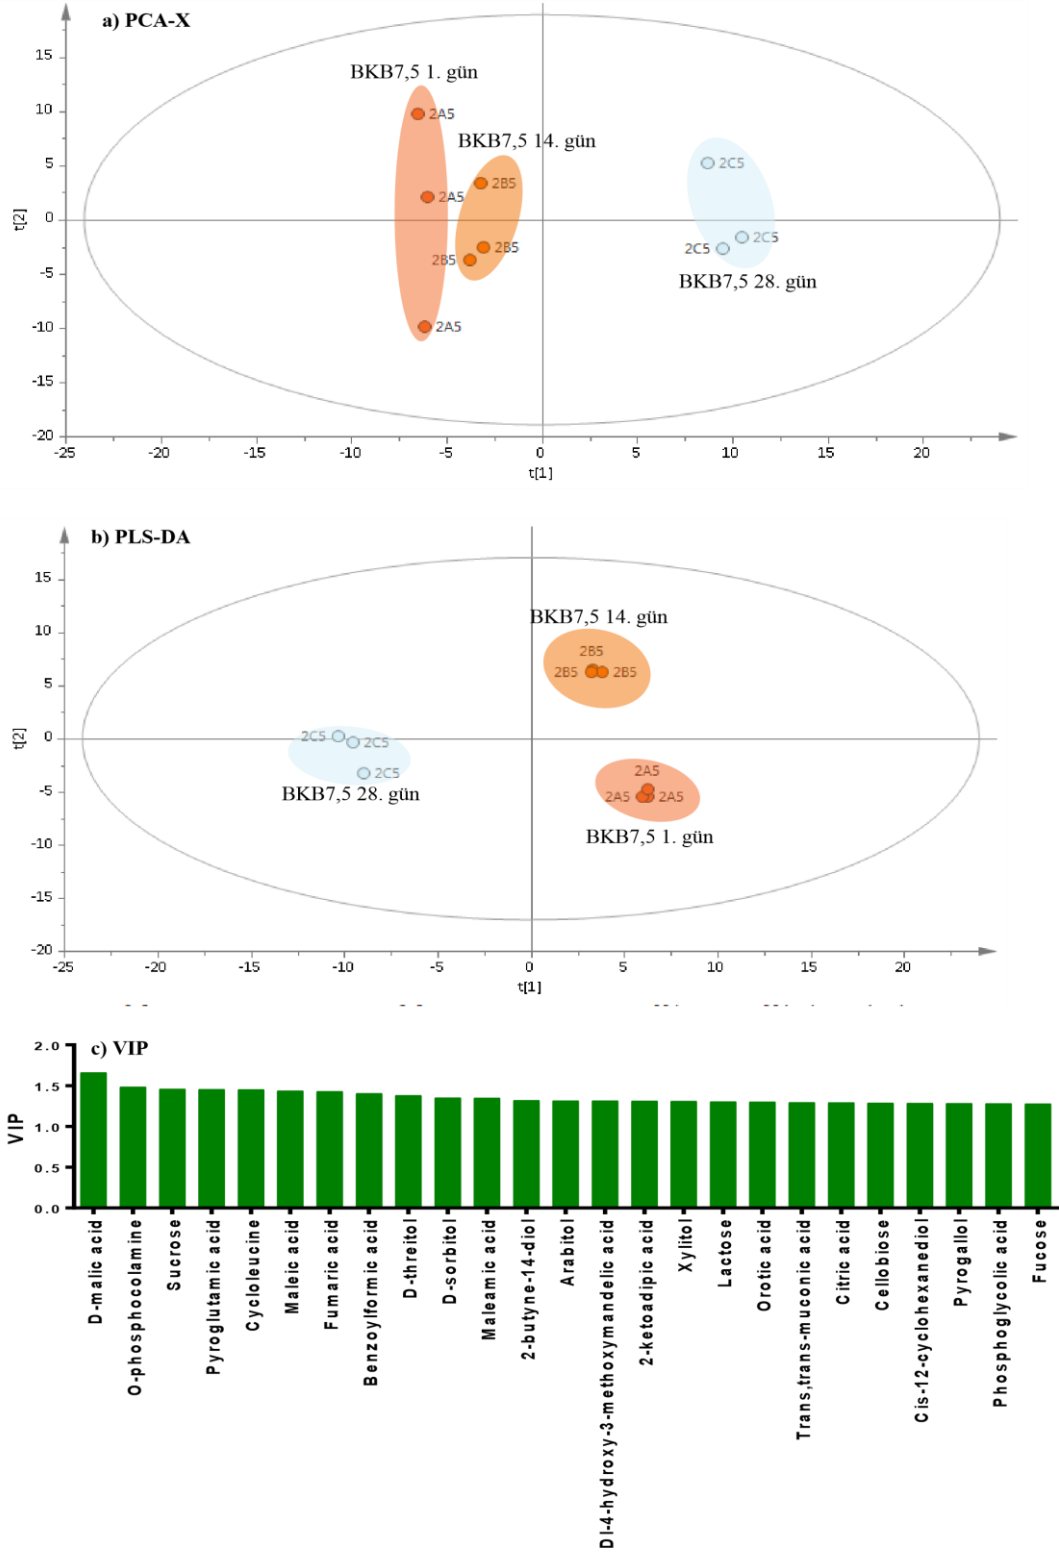 a) PCA-X
BKB7,5 1. gün
BKB7,5 14. gün
BKB7,5 28. gün
2A5
2A5
2A5
2B5
2B5
2B5
2C5
2C5
2C5
15
10
5
0
-5
-10
-15
-20
t[2]
-25 -20 -15 -10 -5 0 5 10 15 20
t[1]
b) PLS-DA
BKB7,5 14. gün
2B5
2B5 2B5
2C5 2C5
2C5
BKB7,5 28. gün
2A5
2A5 2A5
BKB7,5 1. gün
15
10
5
0
-5
-10
-15
-20
t[2]
-25 -20 -15 -10 -5 0 5 10 15 20
t[1]
c) VIP
VIP
2.0
1.5
1.0
0.5
0.0
D-malic acid
O-phosphocolamine
Sucrose
Pyroglutamic acid
Cycloleucine
Maleic acid
Fumaric acid
Benzoylformic acid
D-threitol
D-sorbitol
Maleamic acid
2-butyne-14-diol
Arabitol
Dl-4-hydroxy-3-methoxymandelic acid
2-ketoadipic acid
Xylitol
Lactose
Orotic acid
Trans,trans-muconic acid
Citric acid
Cellobiose
Cis-12-cyclohexanediol
Pyrogallol
Phosphoglycolic acid
Fucose